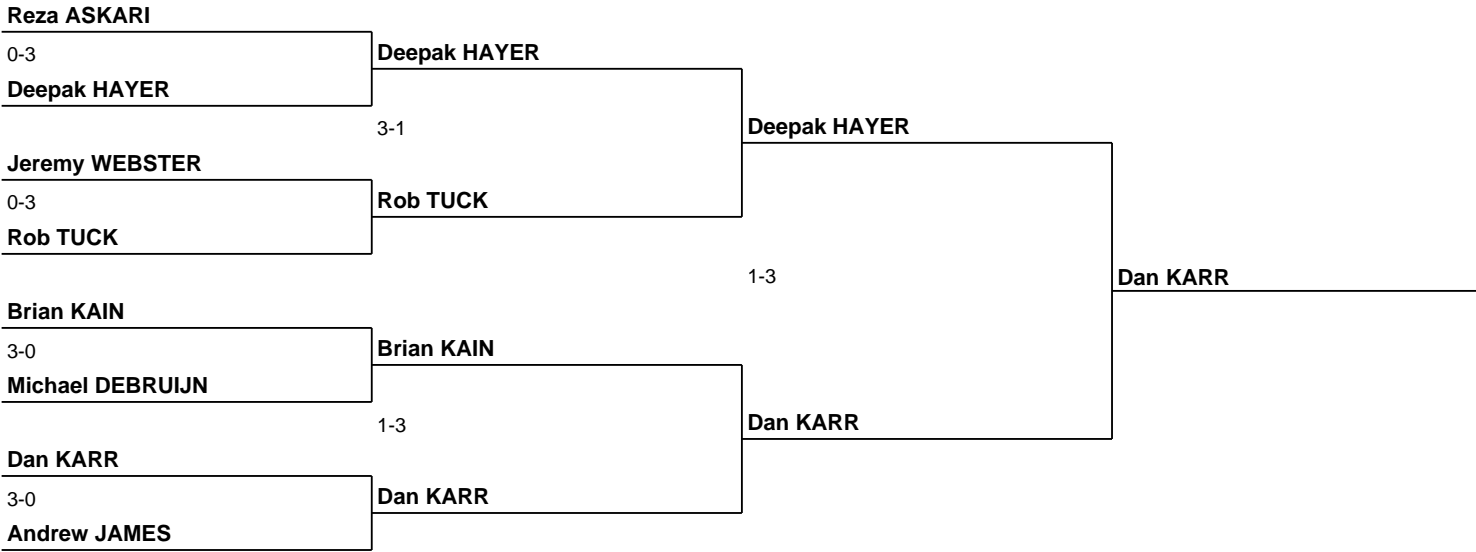 Reza ASKARI
0-3
Deepak HAYER
Deepak HAYER
3-1
Deepak HAYER
Jeremy WEBSTER
0-3
Rob TUCK
Rob TUCK
1-3
Dan KARR
Brian KAIN
3-0
Brian KAIN
Michael DEBRUIJN
1-3
Dan KARR
Dan KARR
3-0
Dan KARR
Andrew JAMES